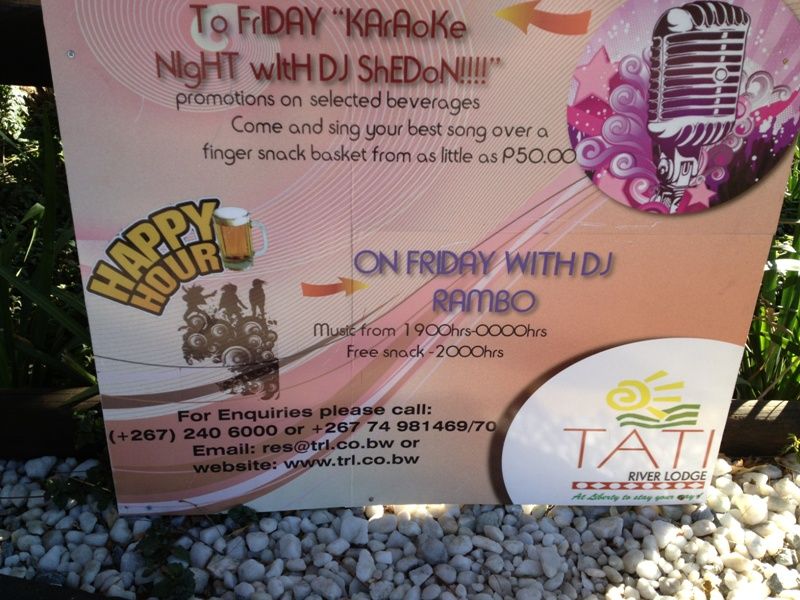 To FrIDAY “KArAoKe
NIgHT wItH DJ ShEDoN!!!!”
promotions on selected beverages
Come and sing your best song over a
finger snack basket from as little as P50.00
HAPPY
HOUR
ON FRIDAY WITH DJ
RAMBO
Music from 1900hrs-0000hrs
Free snack -2000hrs
For Enquiries please call:
(+267) 240 6000 or +267 74 981469/70
Email: res@trl.co.bw or
website: www.trl.co.bw
TATI
RIVER LODGE
At Liberty to stay your way!